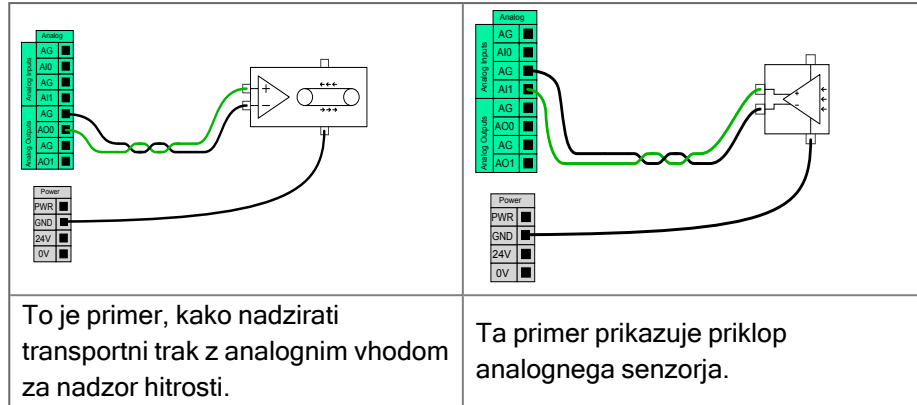 Analog
Analog Inputs
AG
AI0
AG
AI1
Analog Outputs
AG
AO0
AG
AO1
Power
PWR
GND
24V
0V
+
−
Analog
Analog Inputs
AG
AI0
AG
AI1
Analog Outputs
AG
AO0
AG
AO1
Power
PWR
GND
24V
0V
+
-
To je primer, kako nadzirati
transportni trak z analognim vhodom
za nadzor hitrosti.
Ta primer prikazuje priklop
analognega senzorja.